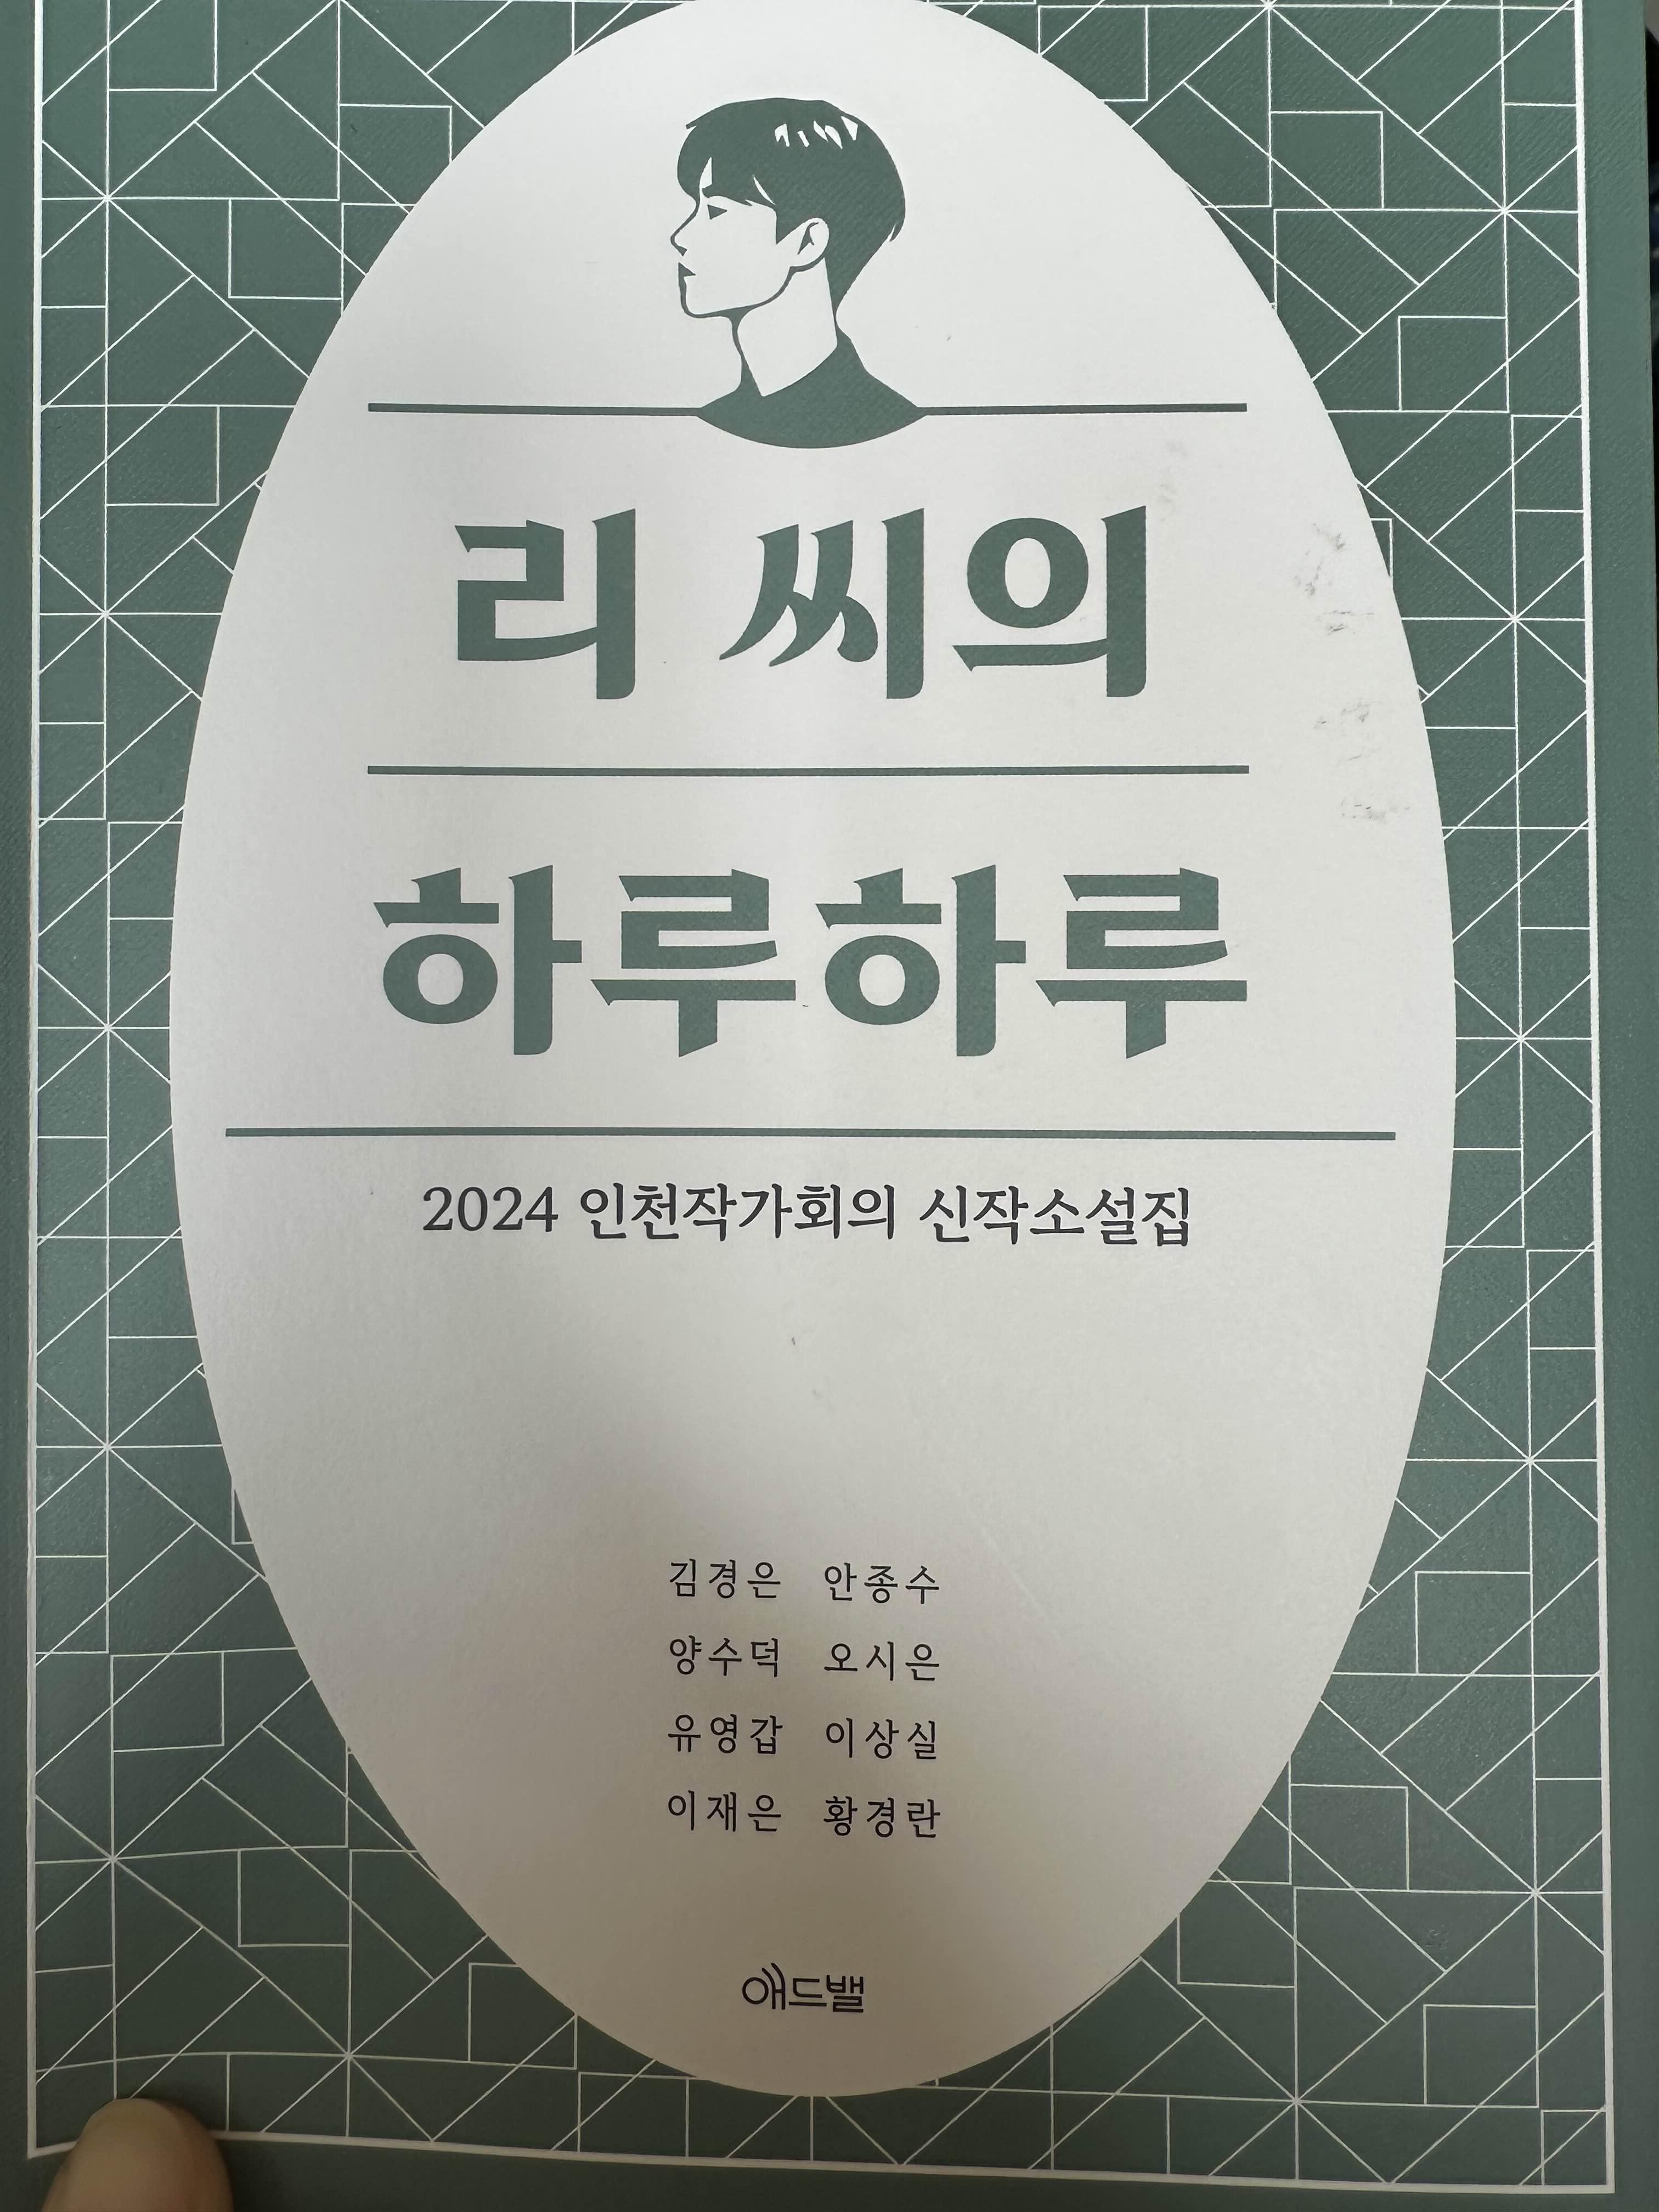 리 씨의
하루하루
2024 인천작가회의 신작소설집
김경은 안종수
양수덕 오시은
유영갑 이상실
이재은 황경란
애드밸